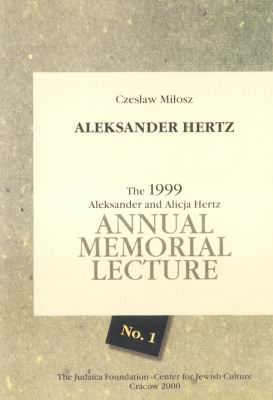 Czesław Miłosz
ALEKSANDER HERTZ
The 1999
Aleksander and Alicja Hertz
ANNUAL
MEMORIAL
LECTURE
No. 1
The Judaica Foundation–Center for Jewish Culture
Cracow 2000